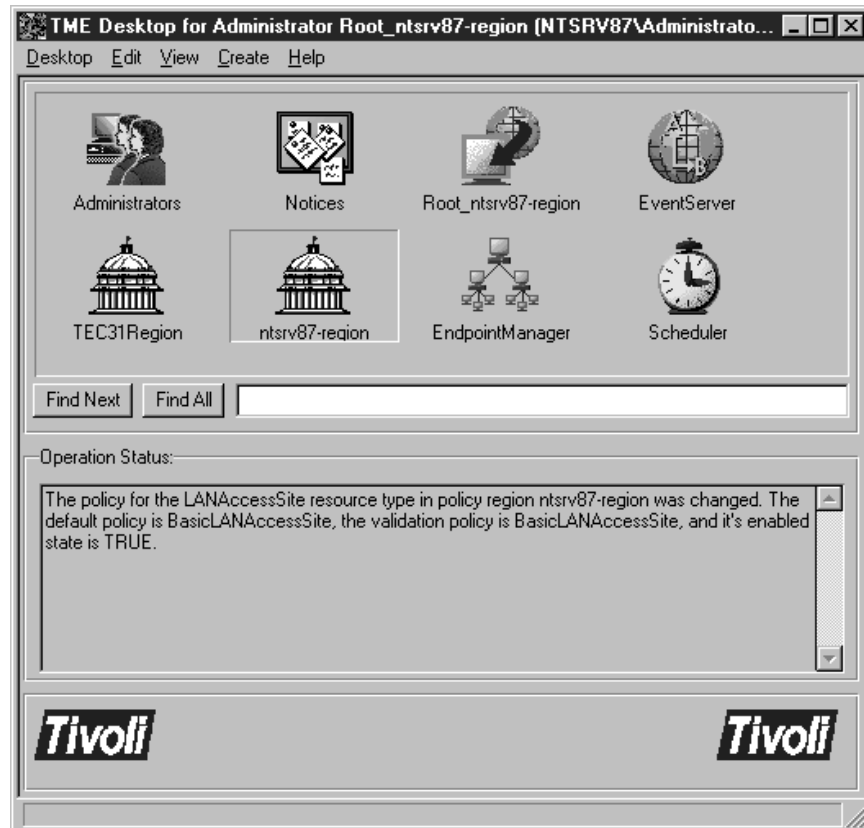 TME Desktop for Administrator Root_ntsrv87-region (NTSRV87\Administrato...
Desktop Edit View Create Help
Administrators Notices Root_ntsrv87-region EventServer
TEC31Region ntsrv87-region EndpointManager Scheduler
Find Next Find All
Operation Status:
The policy for the LANAccessSite resource type in policy region ntsrv87-region was changed. The
default policy is BasicLANAccessSite, the validation policy is BasicLANAccessSite, and it's enabled
state is TRUE.
Tivoli Tivoli